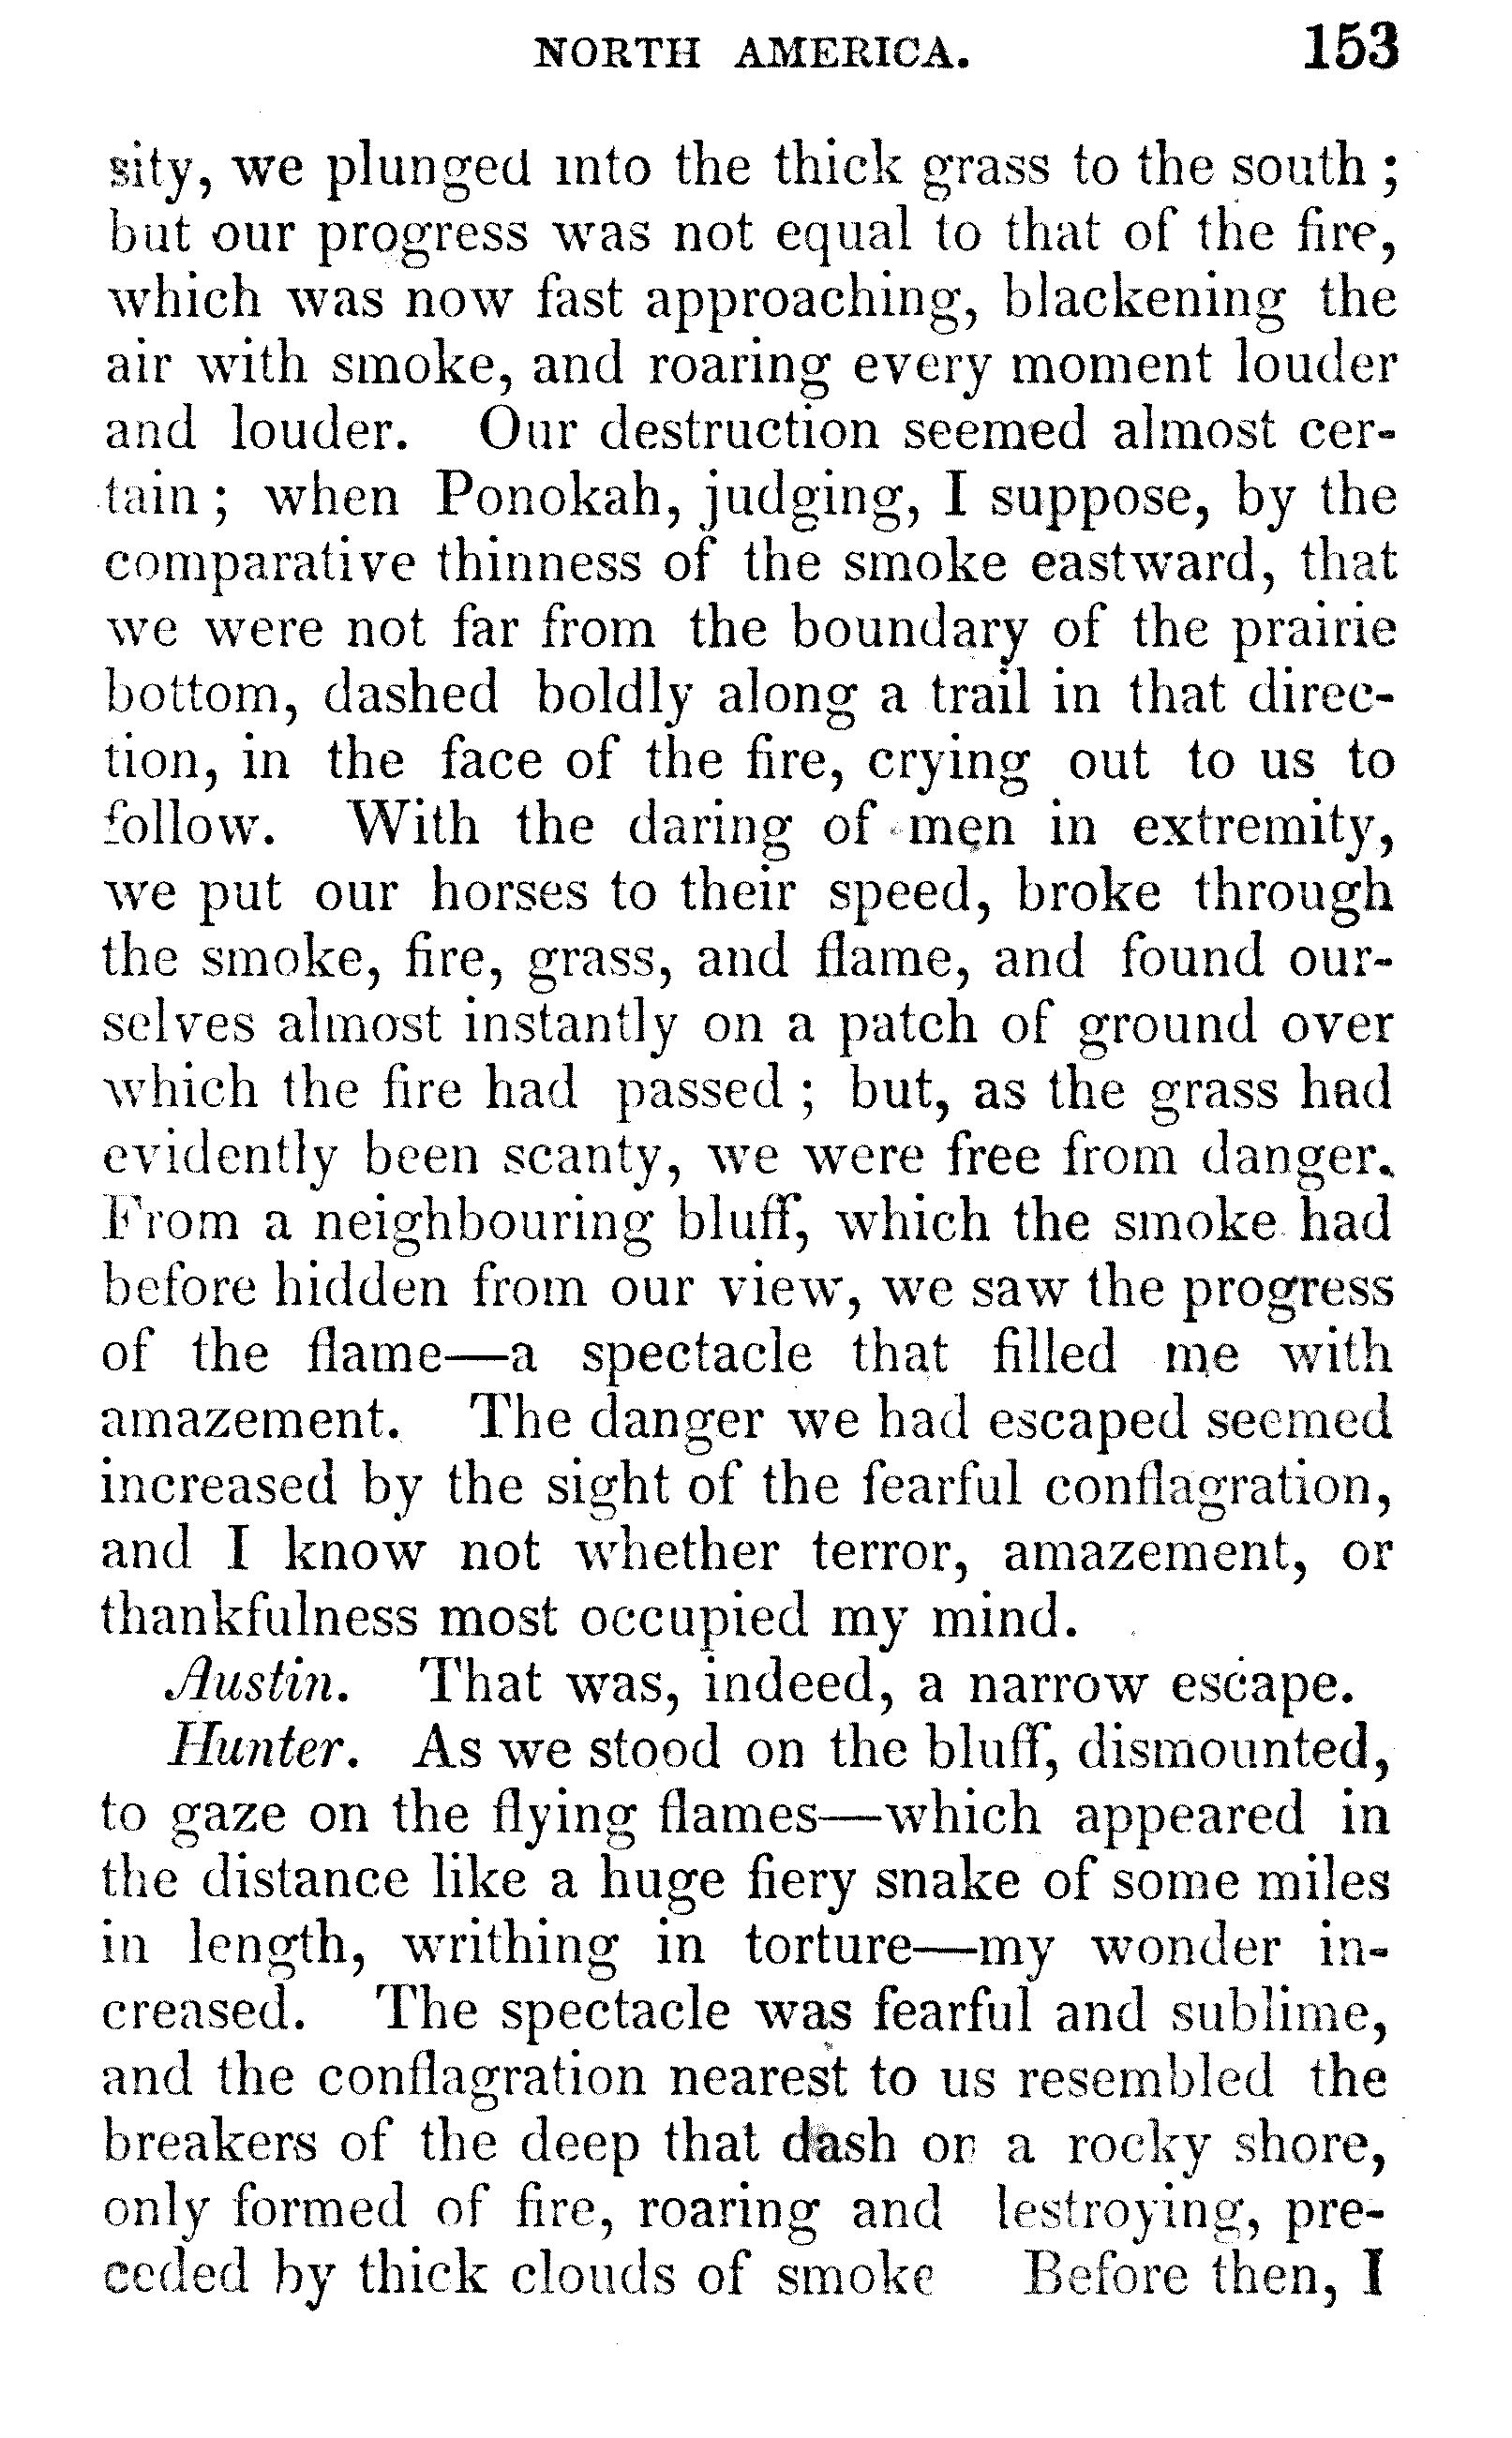 NORTH AMERICA. 153
sity, we plunged into the thick grass to the south;
but our progress was not equal to that of the fire,
which was now fast approaching, blackening the
air with smoke, and roaring every moment louder
and louder. Our destruction seemed almost cer-
tain; when Ponokah, judging, I suppose, by the
comparative thinness of the smoke eastward, that
we were not far from the boundary of the prairie
bottom, dashed boldly along a trail in that direc-
tion, in the face of the fire, crying out to us to
follow. With the daring of men in extremity,
we put our horses to their speed, broke through
the smoke, fire, grass, and flame, and found our-
selves almost instantly on a patch of ground over
which the fire had passed; but, as the grass had
evidently been scanty, we were free from danger.
From a neighbouring bluff, which the smoke had
before hidden from our view, we saw the progress
of the flame—a spectacle that filled me with
amazement. The danger we had escaped seemed
increased by the sight of the fearful conflagration,
and I know not whether terror, amazement, or
thankfulness most occupied my mind.
Austin. That was, indeed, a narrow escape.
Hunter. As we stood on the bluff, dismounted,
to gaze on the flying flames—which appeared in
the distance like a huge fiery snake of some miles
in length, writhing in torture—my wonder in-
creased. The spectacle was fearful and sublime,
and the conflagration nearest to us resembled the
breakers of the deep that dash on a rocky shore,
only formed of fire, roaring and lestroying, pre-
ceded by thick clouds of smoke Before then, I